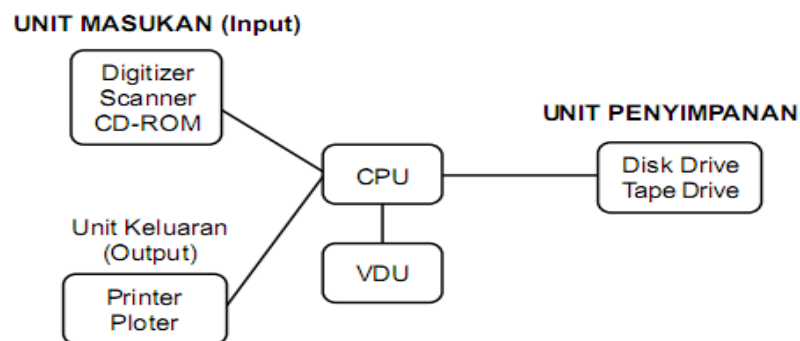 UNIT MASUKAN (Input)
Digitizer
Scanner
CD-ROM
UNIT PENYIMPANAN
CPU
Disk Drive
Tape Drive
Unit Keluaran
(Output)
VDU
Printer
Ploter